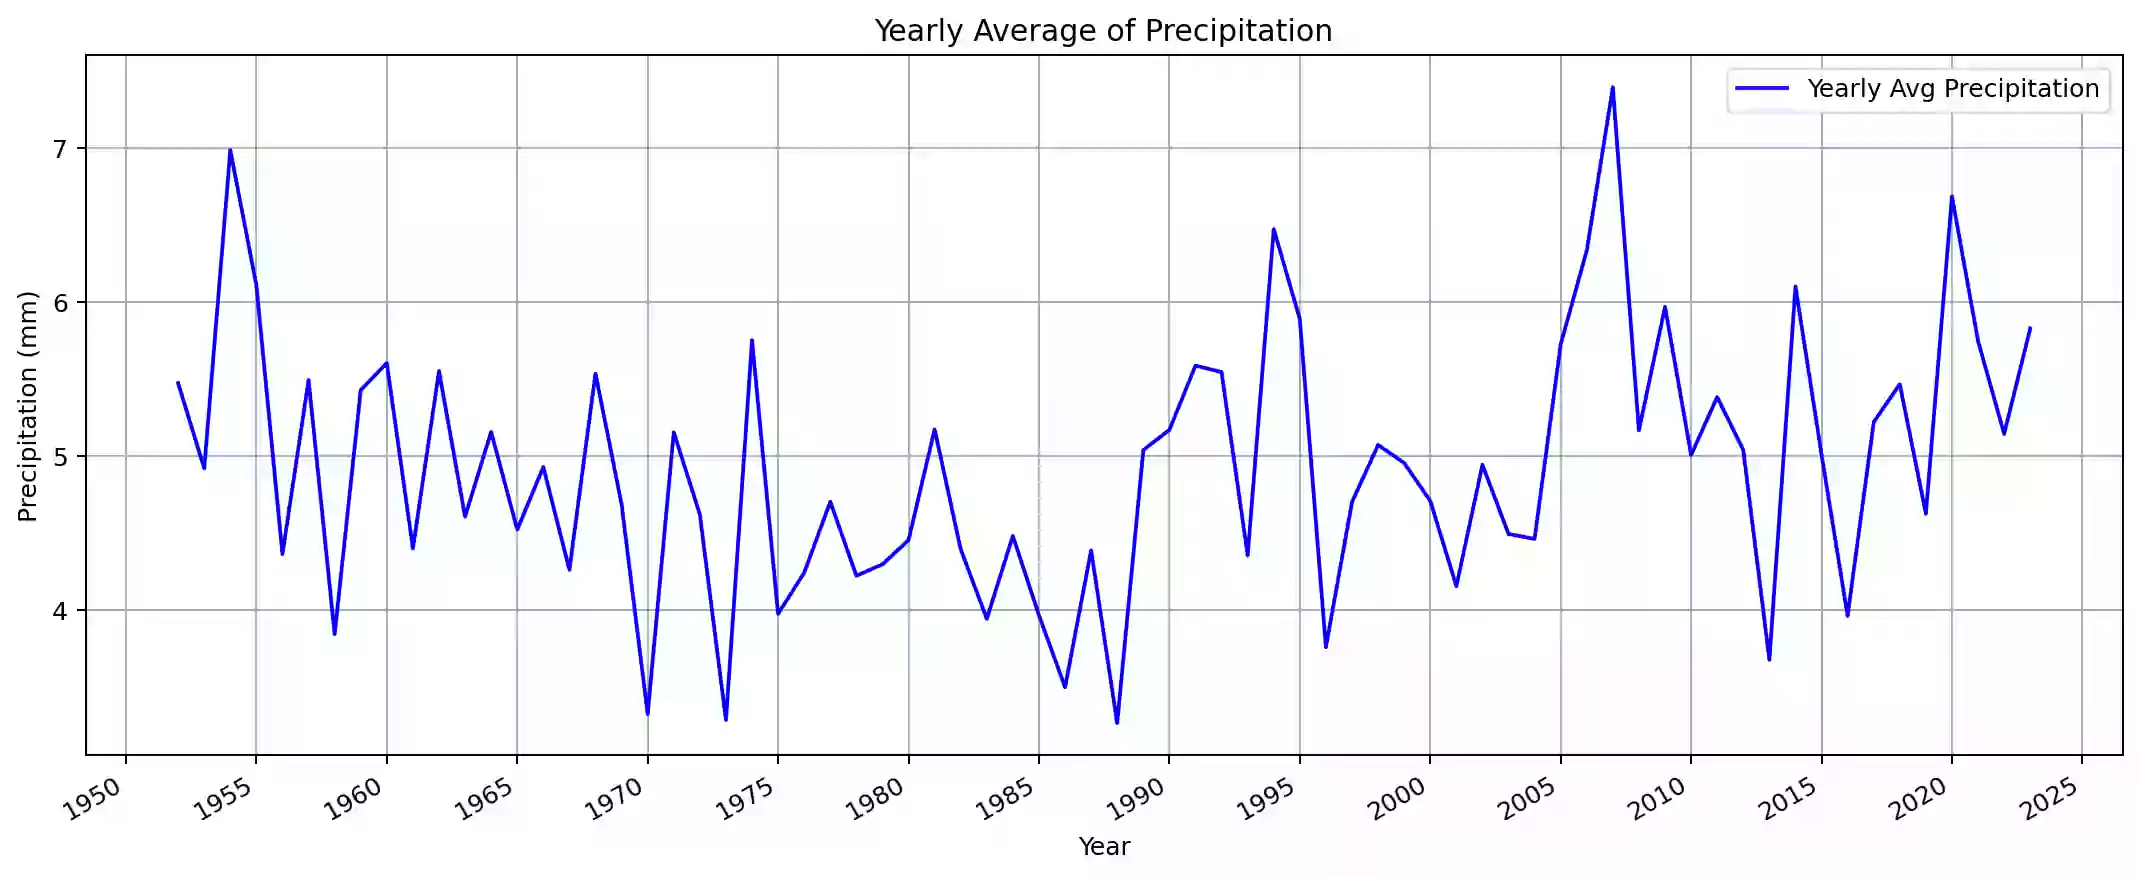 Yearly Average of Precipitation
Yearly Avg Precipitation
Precipitation (mm)
7
6
5
4
1950 1955 1960 1965 1970 1975 1980 1985 1990 1995 2000 2005 2010 2015 2020 2025
Year